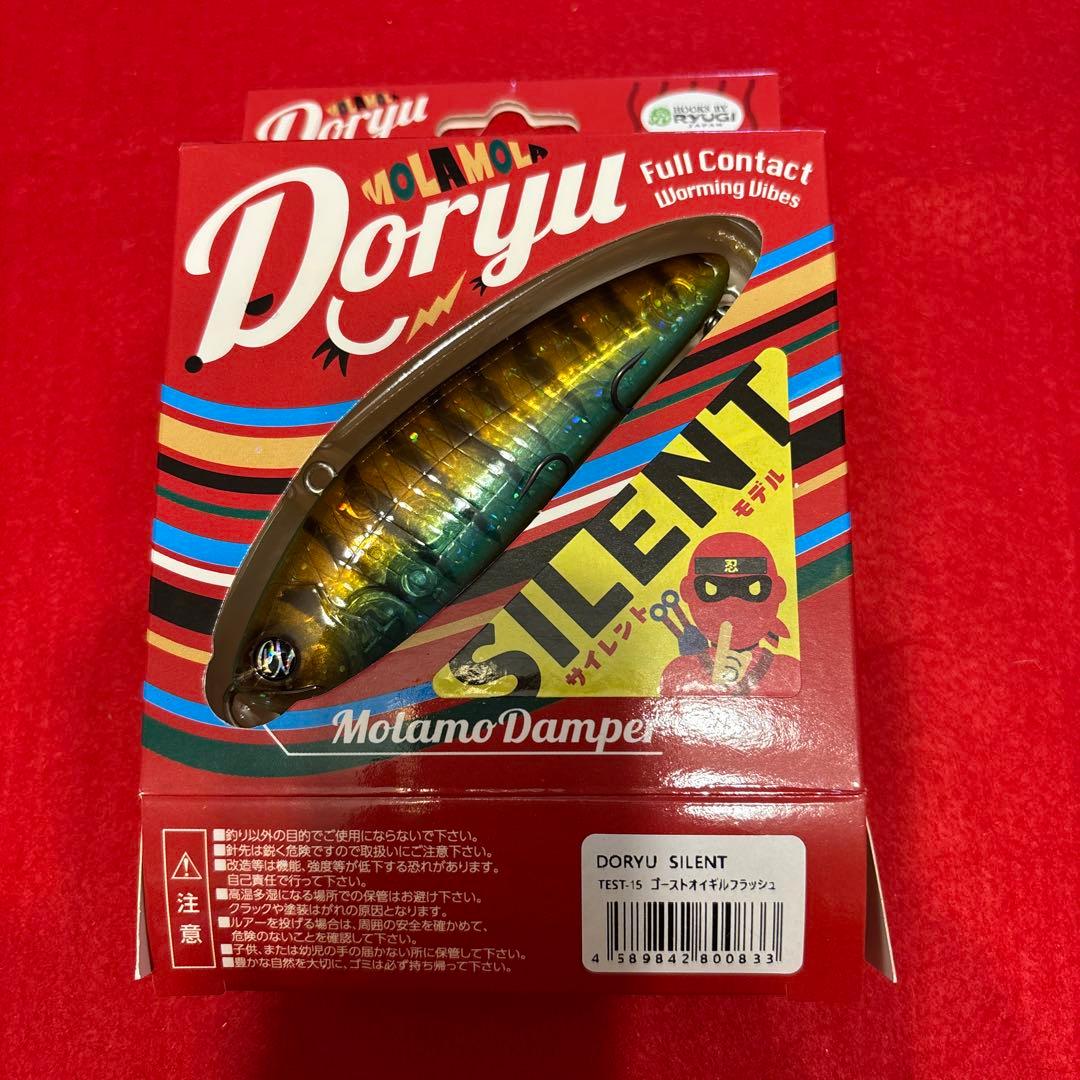 MOLAMOLA
Doryu
HOOKS BY
RYUGI
JAPAN
MOLAMOLA
Doryu
Full Contact
Worming Vibes
SILENT
サイレント
モデル
忍
Molamo Damper
注意
■釣り以外の目的でご使用にならないで下さい。
■針先は鋭く危険ですので取扱いにご注意下さい。
■改造等は機能、強度等が低下する恐れがあります。
自己責任で行って下さい。
■高温多湿になる場所での保管はお避け下さい。
クラックや塗装はがれの原因となります。
■ルアーを投げる場合は、周囲の安全を確かめて、
危険のないことを確認して下さい。
■子供、または幼児の手の届かない所に保管して下さい。
■豊かな自然を大切に、ゴミは必ず持ち帰って下さい。
DORYU SILENT
TEST-15 ゴーストオイギルフラッシュ
4 589842 800833